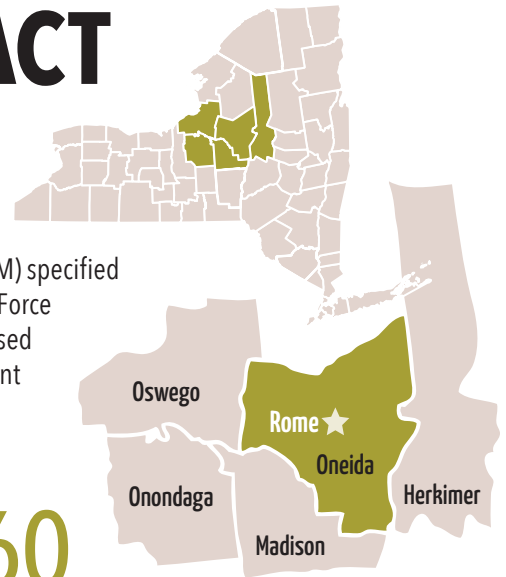 ACT
M) specified
Force
sed
nt
60
Oswego
Rome
Oneida
Onondaga
Herkimer
Madison